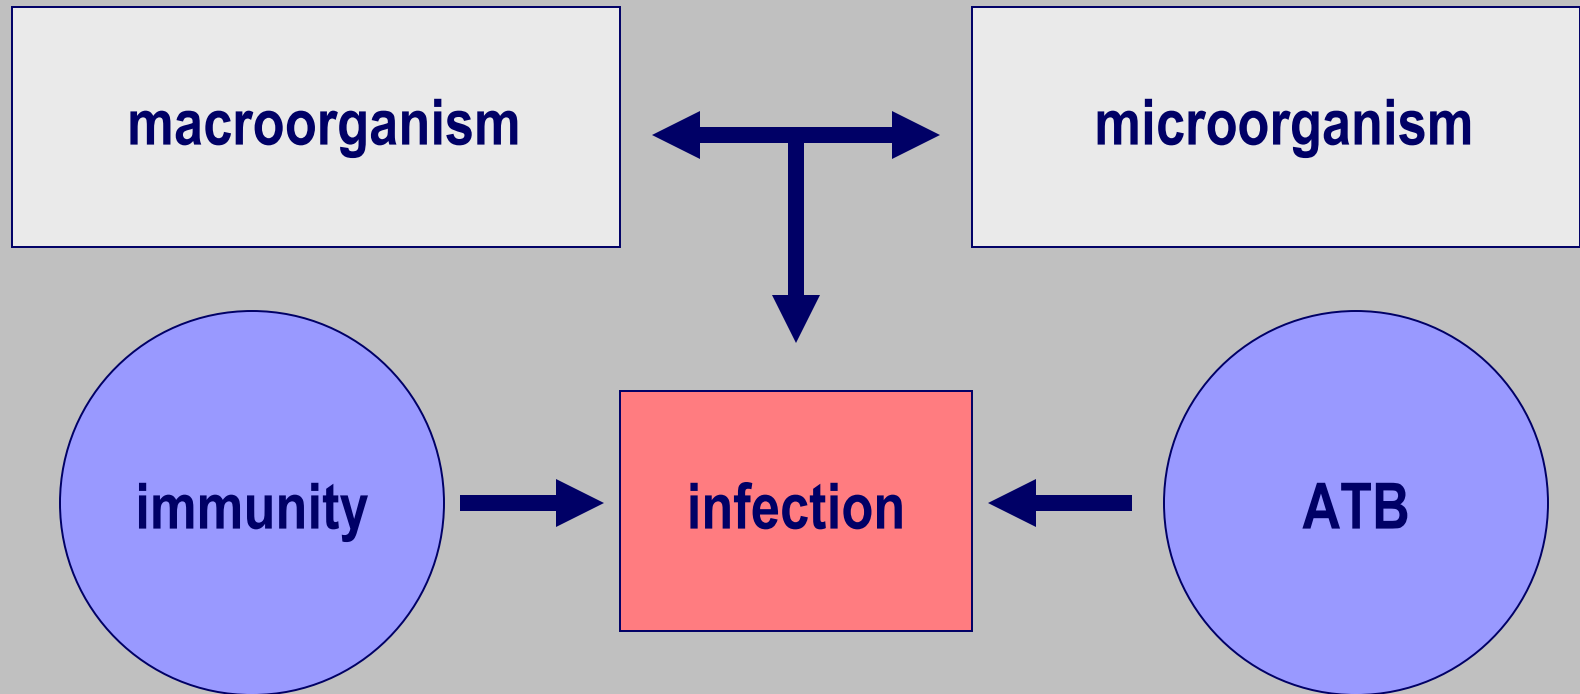 macroorganism
microorganism
immunity
infection
ATB